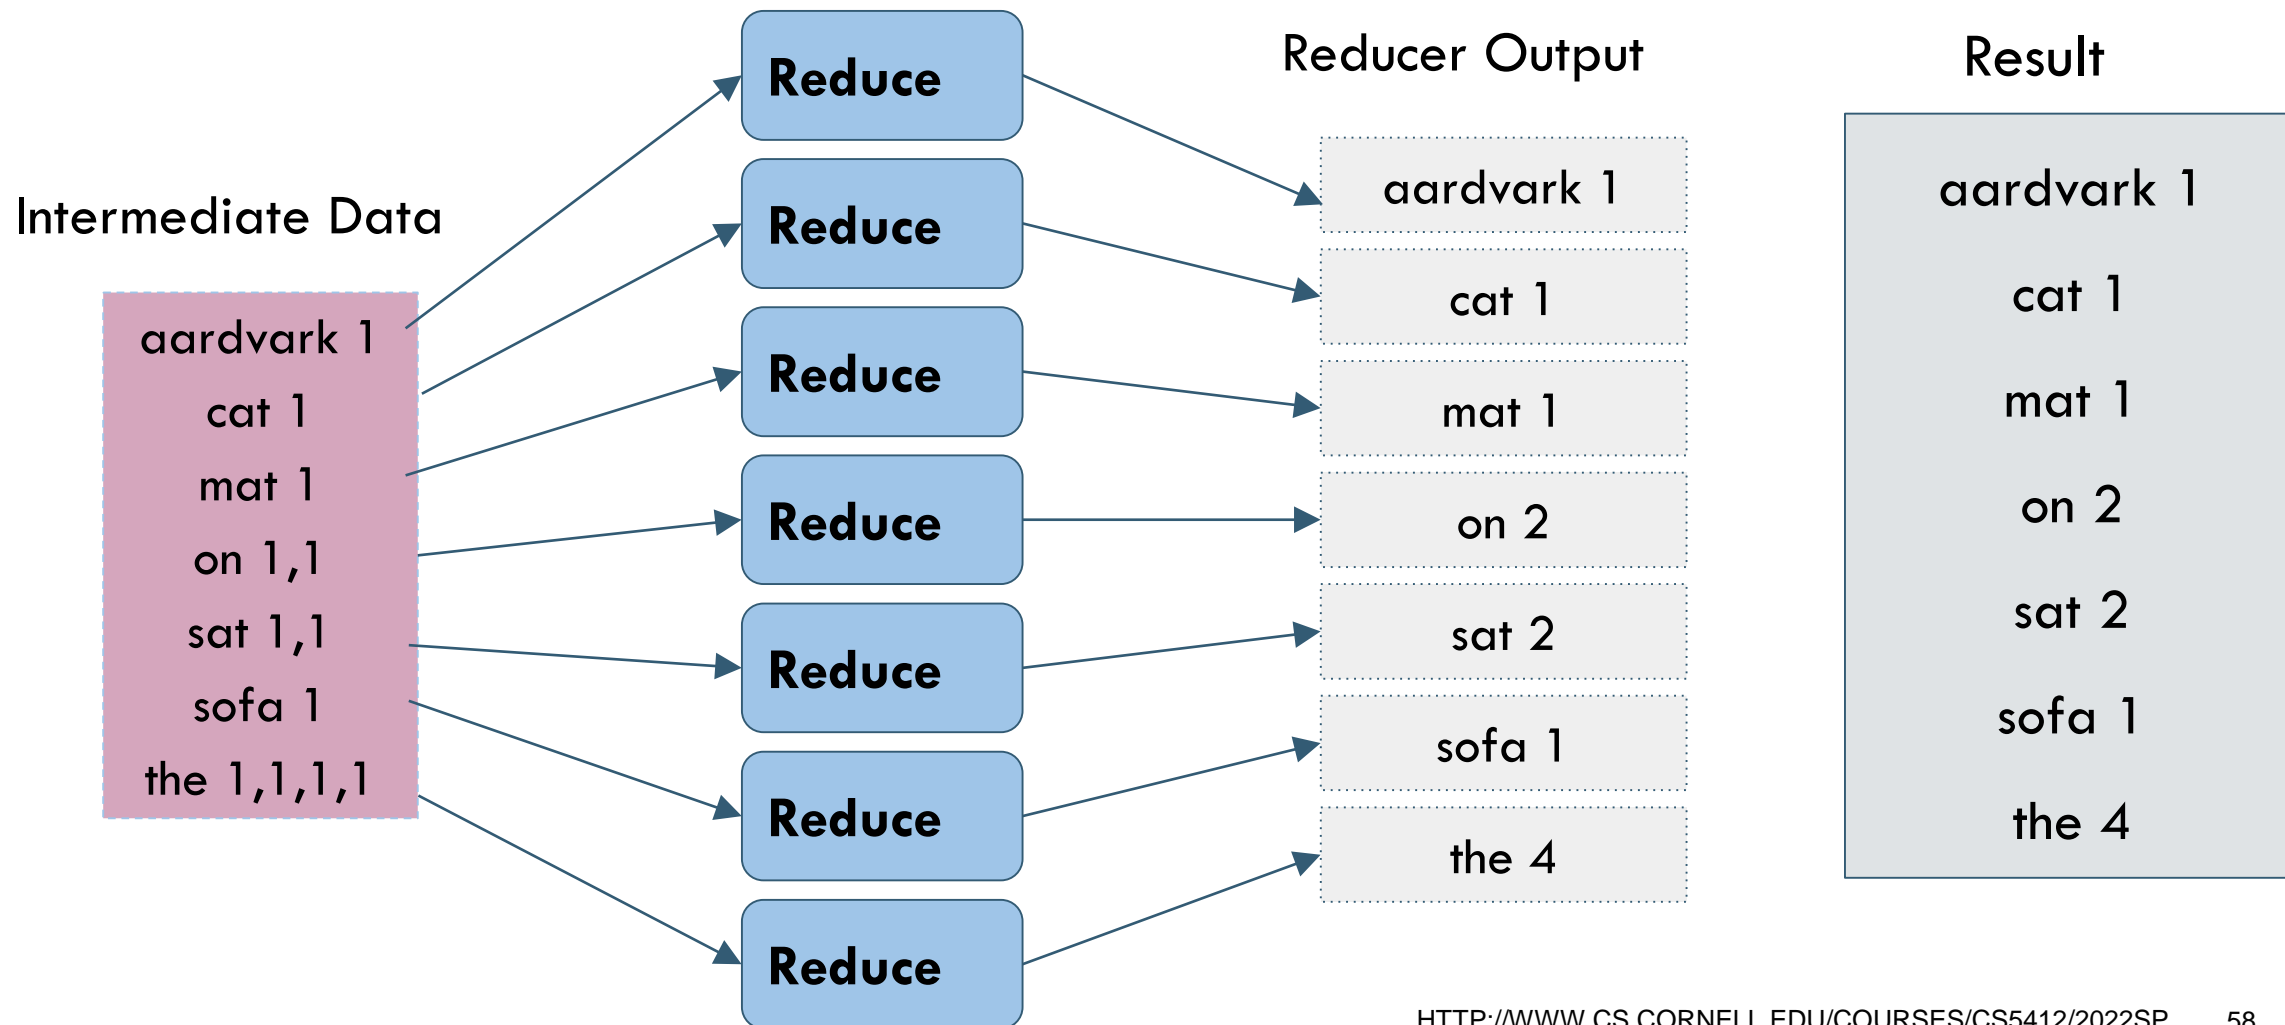 Intermediate Data
aardvark 1
cat 1
mat 1
on 1,1
sat 1,1
sofa 1
the 1,1,1,1
Reduce
Reduce
Reduce
Reduce
Reduce
Reduce
Reduce
Reducer Output
aardvark 1
cat 1
mat 1
on 2
sat 2
sofa 1
the 4
Result
aardvark 1
cat 1
mat 1
on 2
sat 2
sofa 1
the 4
HTTP://WWW.CS.CORNELL.EDU/COURSES/CS5412/2022SP 58